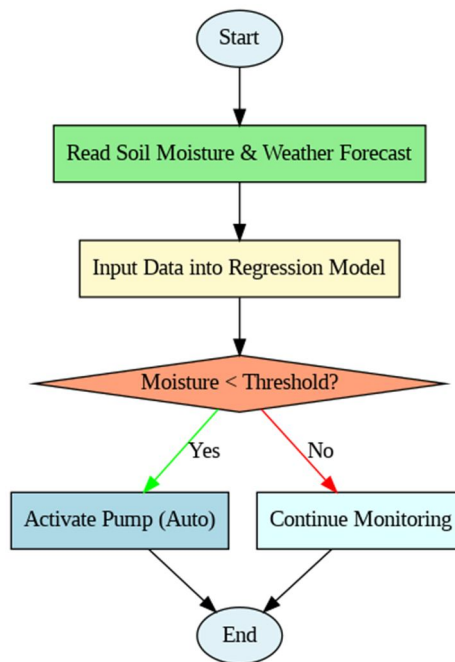 Start
Read Soil Moisture & Weather Forecast
Input Data into Regression Model
Moisture < Threshold?
Yes
No
Activate Pump (Auto)
Continue Monitoring
End